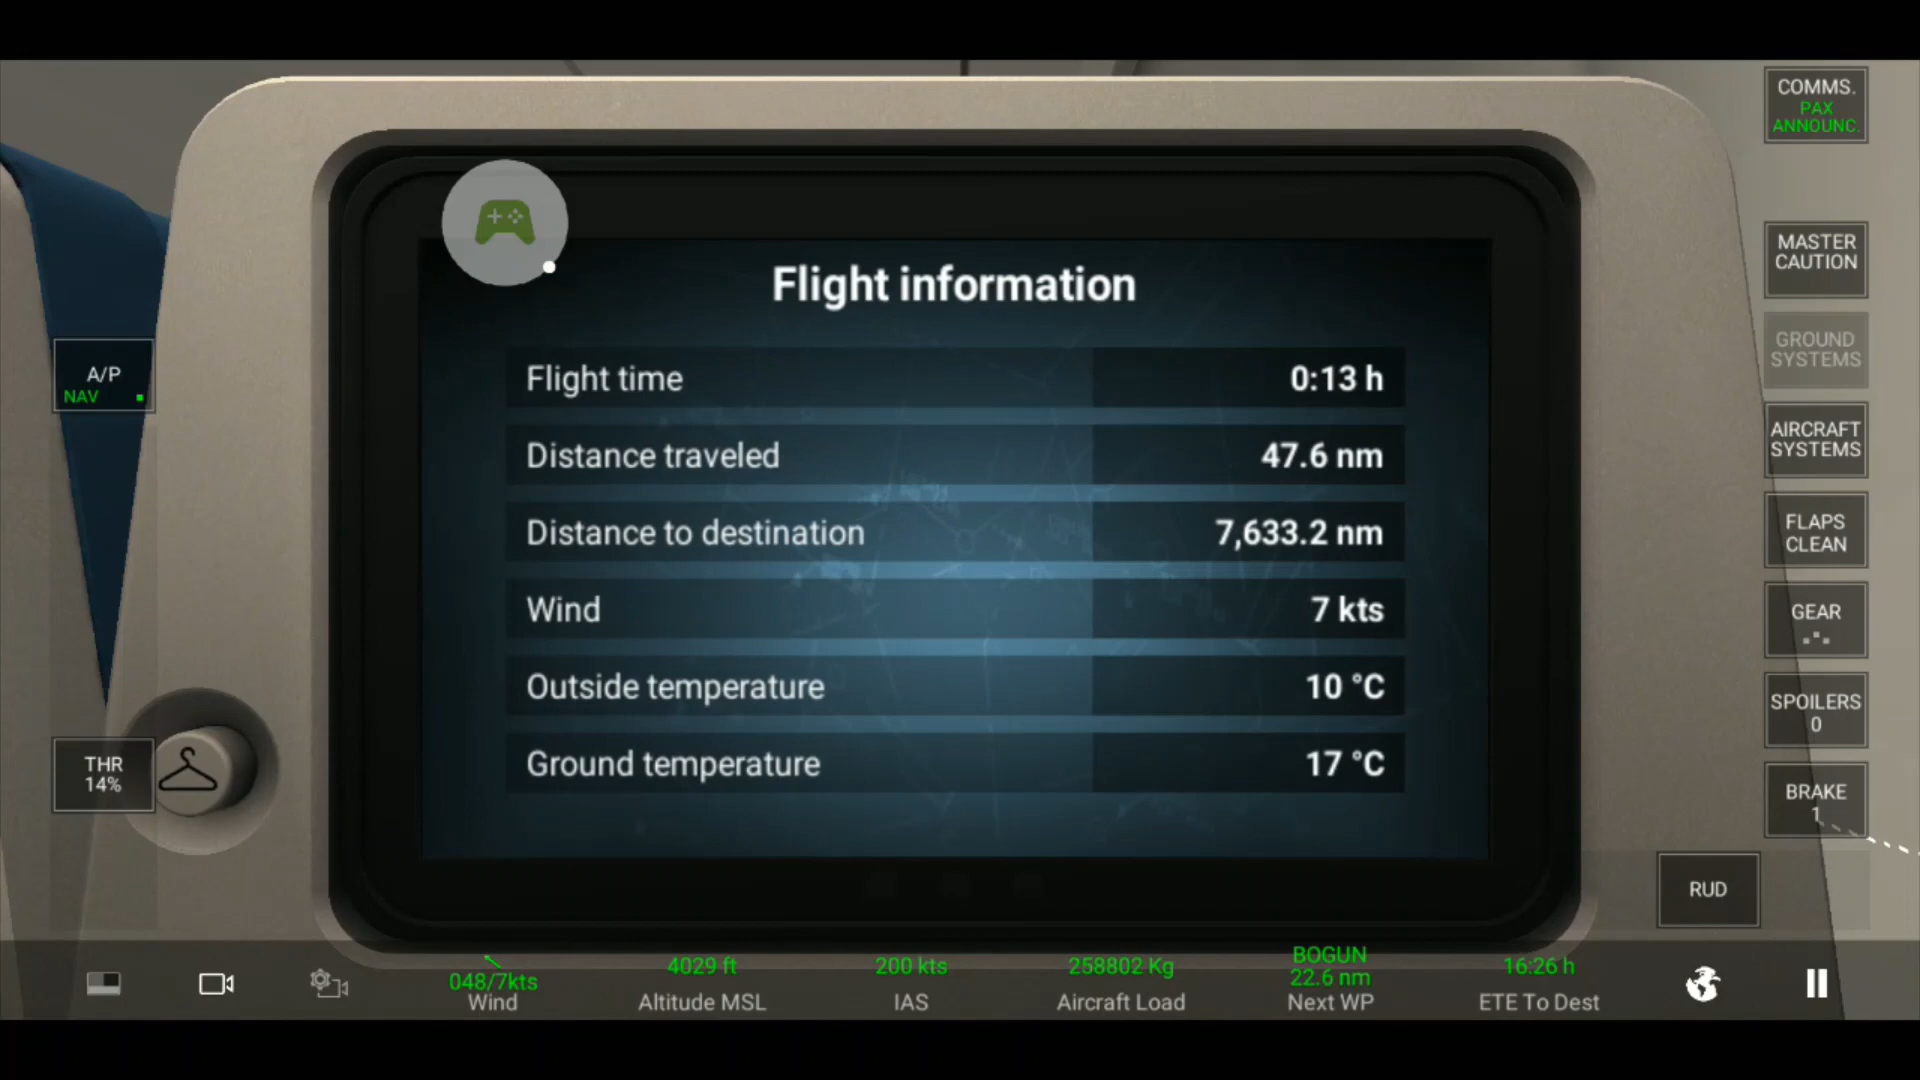 COMMS.
PAX
ANNOUNC.
Flight information
MASTER
CAUTION
GROUND
SYSTEMS
A/P
NAV
Flight time 0:13 h
AIRCRAFT
SYSTEMS
Distance traveled 47.6 nm
Distance to destination 7,633.2 nm
FLAPS
CLEAN
Wind 7 kts
GEAR
Outside temperature 10 °C
SPOILERS
0
Ground temperature 17 °C
THR
14%
BRAKE
1
RUD
048/7kts
Wind
4029 ft
Altitude MSL
200 kts
IAS
258802 Kg
Aircraft Load
BOGUN
22.6 nm
Next WP
16:26 h
ETE To Dest